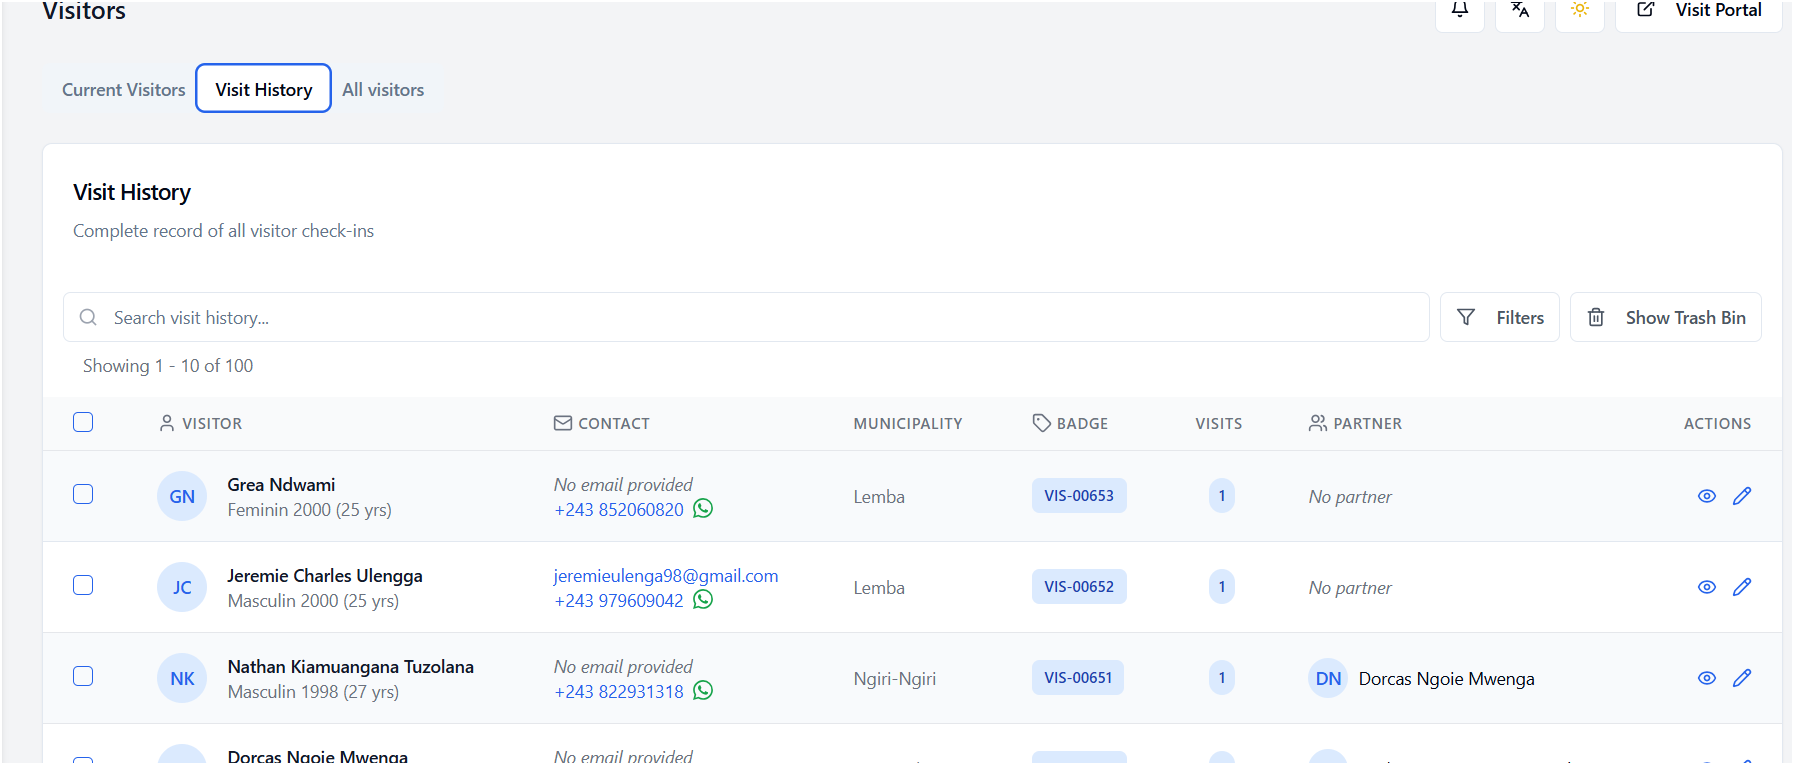 Visitors
Visit Portal
Current Visitors Visit History All visitors
Visit History
Complete record of all visitor check-ins
Search visit history...
Filters
Show Trash Bin
Showing 1 - 10 of 100
VISITOR CONTACT MUNICIPALITY BADGE VISITS PARTNER ACTIONS
GN
Grea Ndwami
Feminin 2000 (25 yrs)
No email provided
+243 852060820
Lemba
VIS-00653
1
No partner
JC
Jeremie Charles Ulengga
Masculin 2000 (25 yrs)
jeremieulenga98@gmail.com
+243 979609042
Lemba
VIS-00652
1
No partner
NK
Nathan Kiamuangana Tuzolana
Masculin 1998 (27 yrs)
No email provided
+243 822931318
Ngiri-Ngiri
VIS-00651
1
DN
Dorcas Ngoie Mwenga
Dorcas Ngoie Mwenga
No email provided